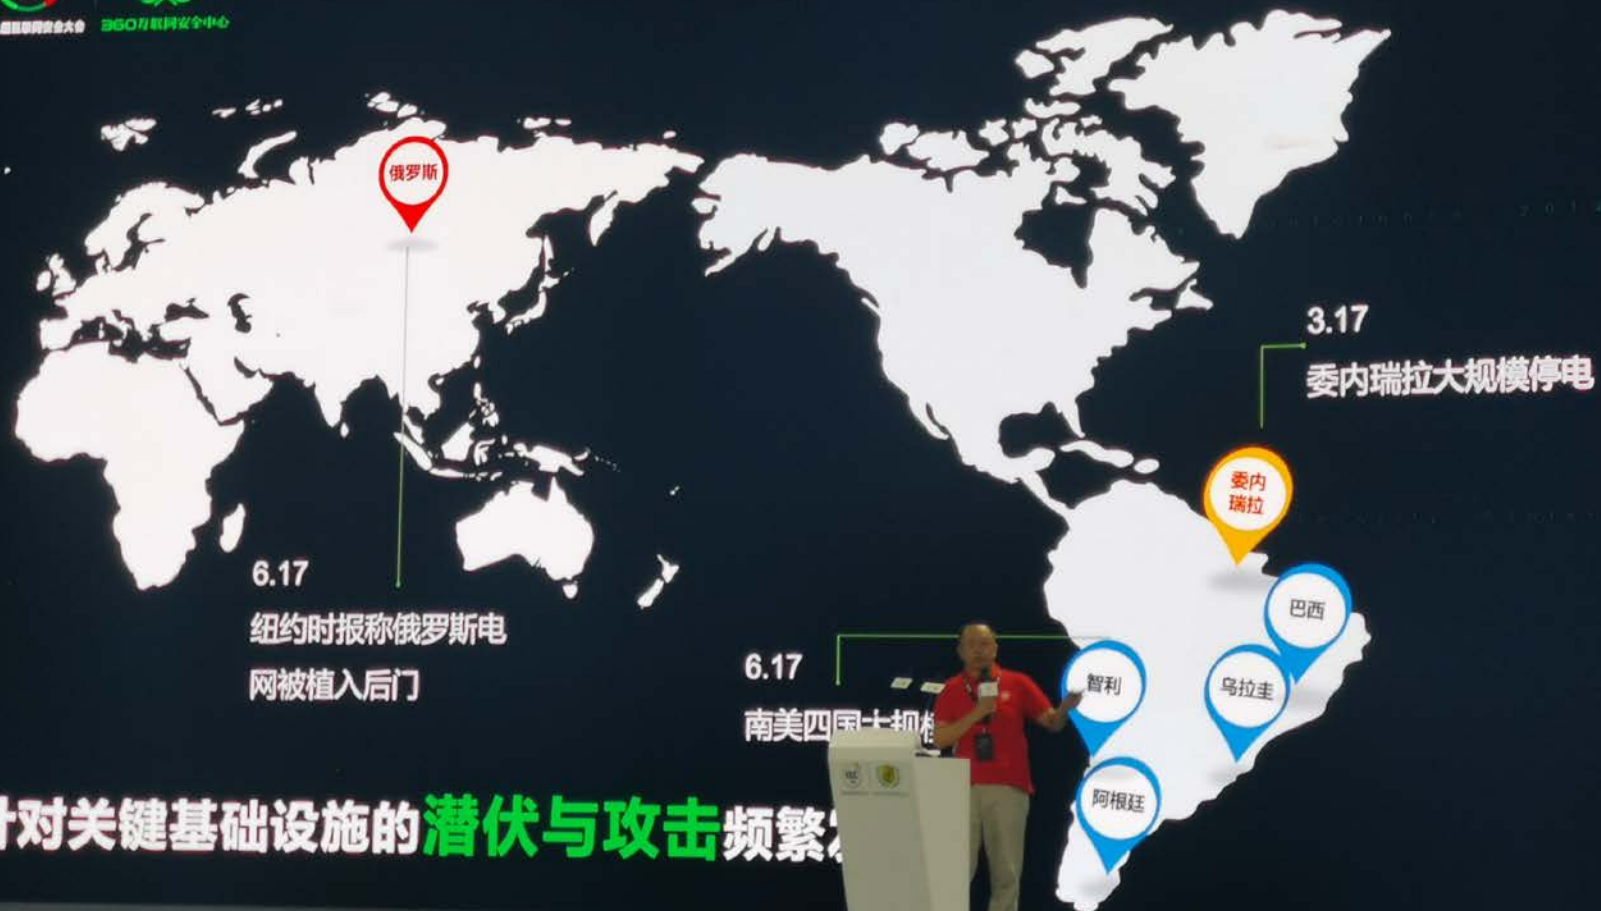 360互联网安全中心
俄罗斯
3.17
委内瑞拉大规模停电
委内
瑞拉
巴西
6.17
纽约时报称俄罗斯电
网被植入后门
6.17
南美四国大规模
智利
乌拉圭
阿根廷
对关键基础设施的潜伏与攻击频繁